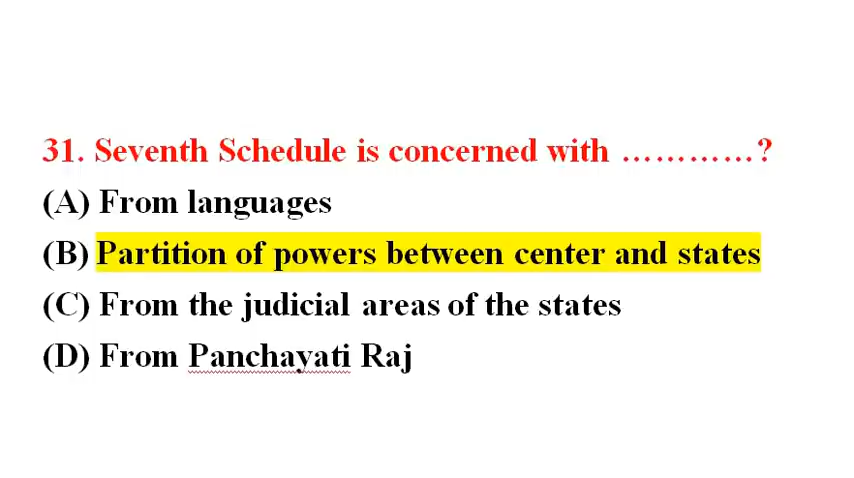 31. Seventh Schedule is concerned with …………?
(A) From languages
(B) Partition of powers between center and states
(C) From the judicial areas of the states
(D) From Panchayati Raj